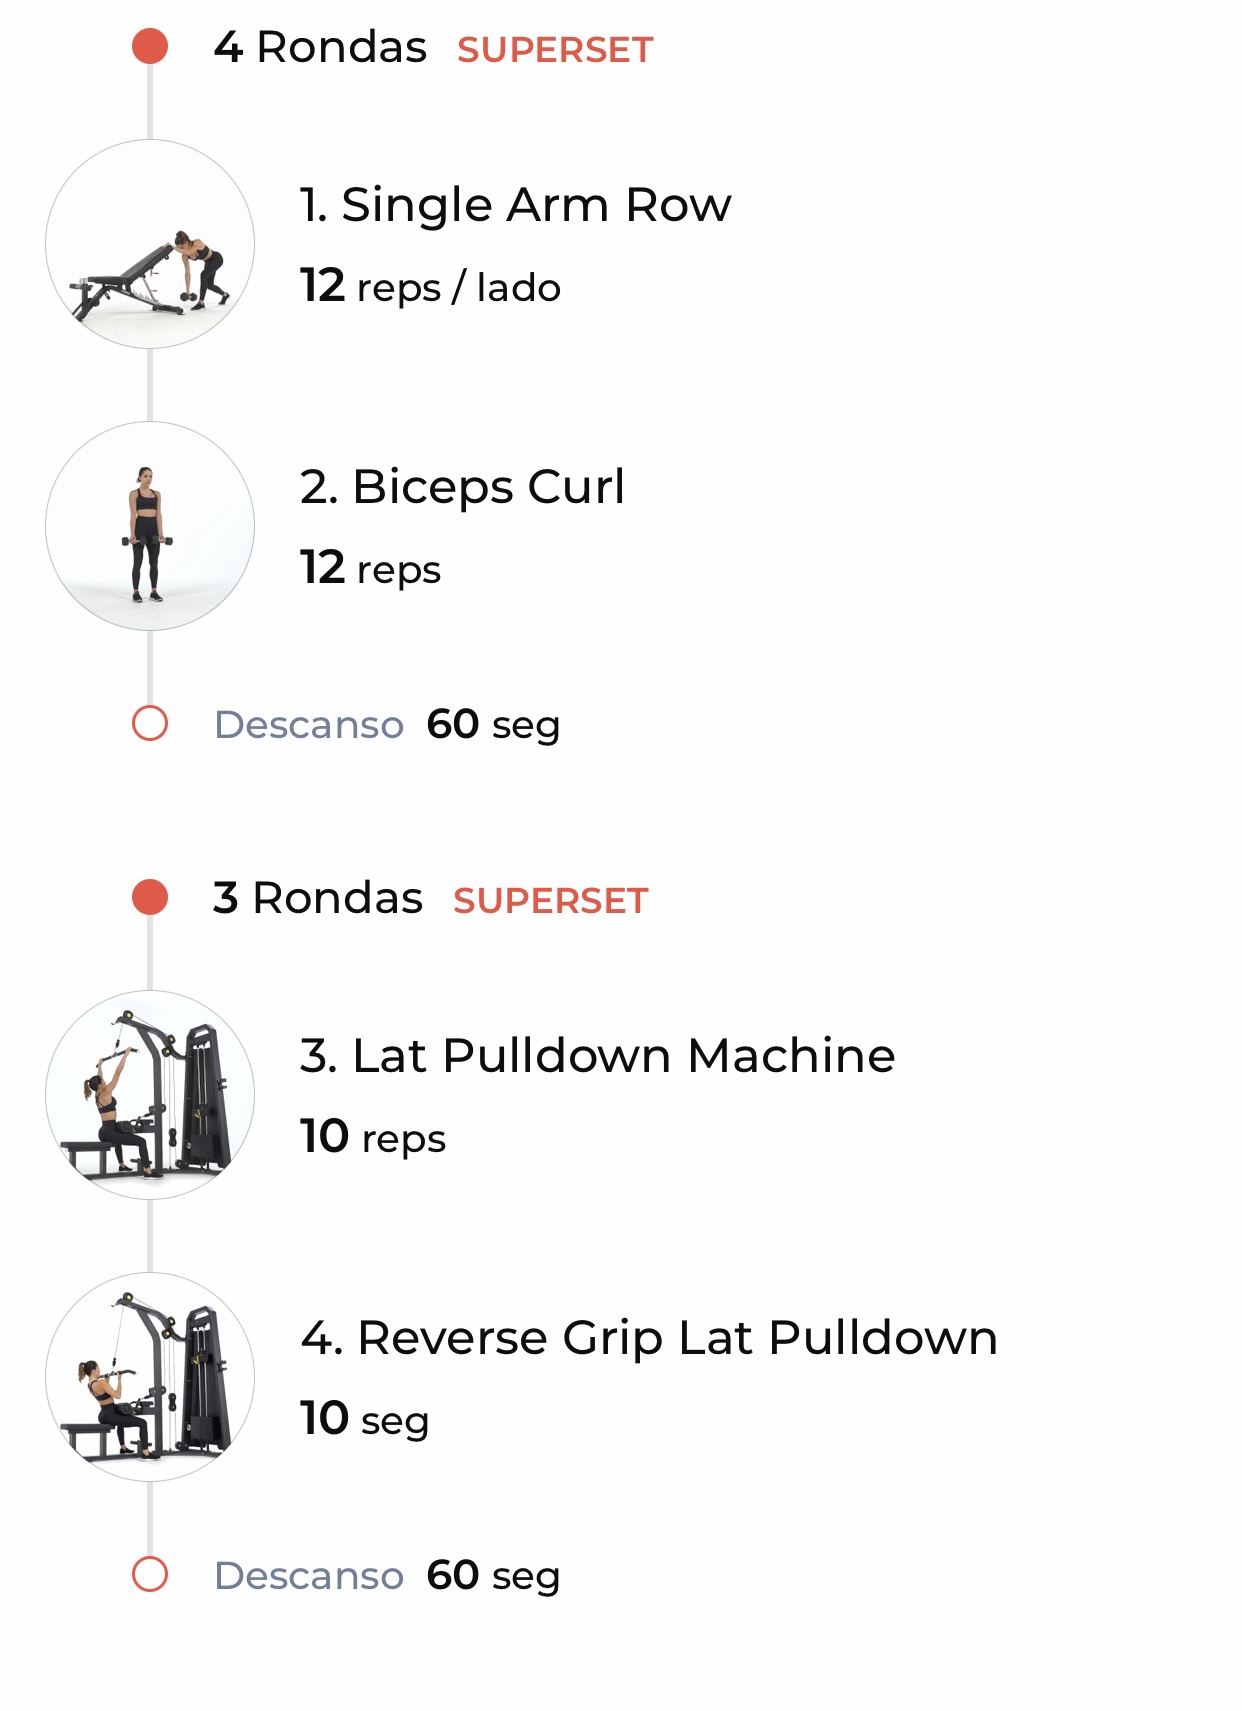 4 Rondas SUPERSET
1. Single Arm Row
12 reps / lado
2. Biceps Curl
12 reps
Descanso 60 seg
3 Rondas SUPERSET
3. Lat Pulldown Machine
10 reps
4. Reverse Grip Lat Pulldown
10 seg
Descanso 60 seg